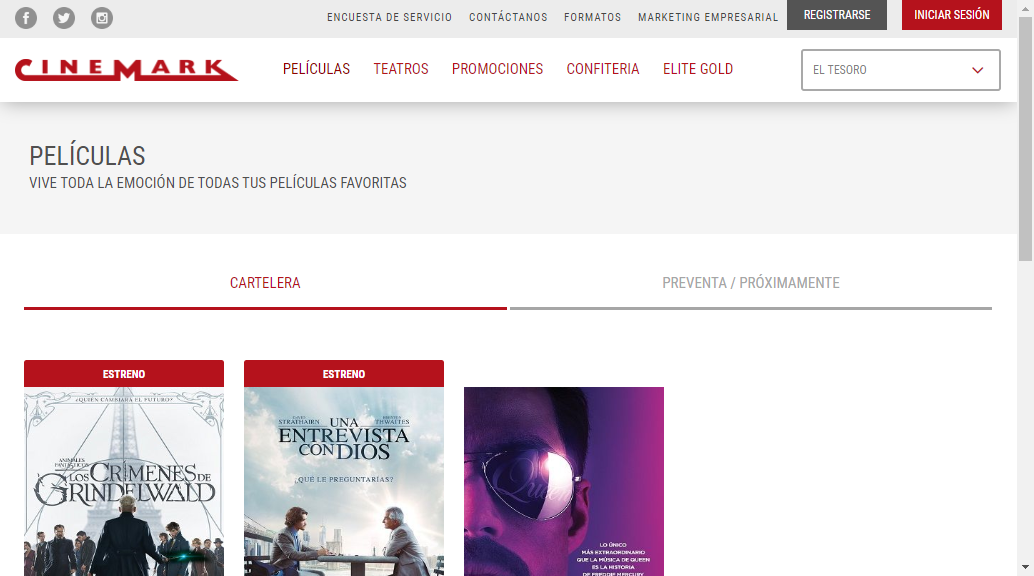 ENCUESTA DE SERVICIO CONTÁCTANOS FORMATOS MARKETING EMPRESARIAL REGISTRARSE INICIAR SESIÓN
CINEMARK PELÍCULAS TEATROS PROMOCIONES CONFITERIA ELITE GOLD EL TESORO
PELÍCULAS
VIVE TODA LA EMOCIÓN DE TODAS TUS PELÍCULAS FAVORITAS
CARTELERA PREVENTA / PRÓXIMAMENTE
ESTRENO ESTRENO
¿QUIÉN CAMBIARÁ EL FUTURO?
ANIMALES
FANTÁSTICOS
LOS CRÍMENES DE
GRINDELWALD
STRATHAIRN THWAITES
UNA
ENTREVISTA
CON DIOS
¿QUÉ LE PREGUNTARÍAS?
Queen
LO ÚNICO
MÁS EXTRAORDINARIO
QUE LA MÚSICA DE QUEEN
ES LA HISTORIA
DE FREDDIE MERCURY